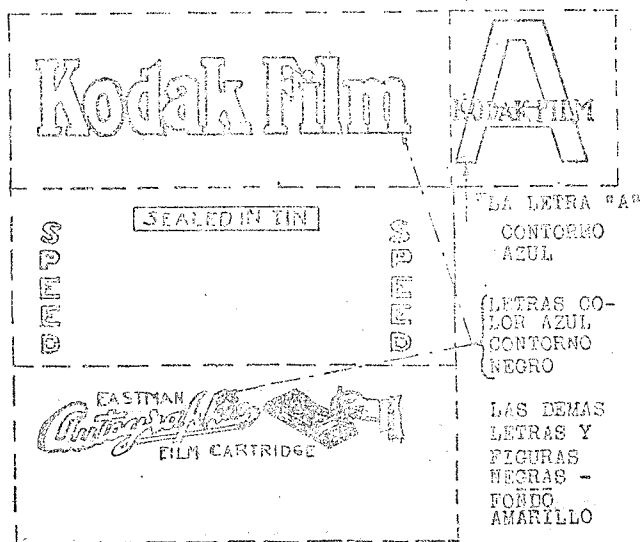 Kodak Film
A
KODAK FILM
SEALED IN TIN
SPEED
SPEED
EASTMAN
Autographic
FILM CARTRIDGE
"LA LETRA "A"
CONTORNO
AZUL
LETRAS CO-
LOR AZUL
CONTORNO
NEGRO
LAS DEMAS
LETRAS Y
FIGURAS
NEGRAS -
FONDO
AMARILLO